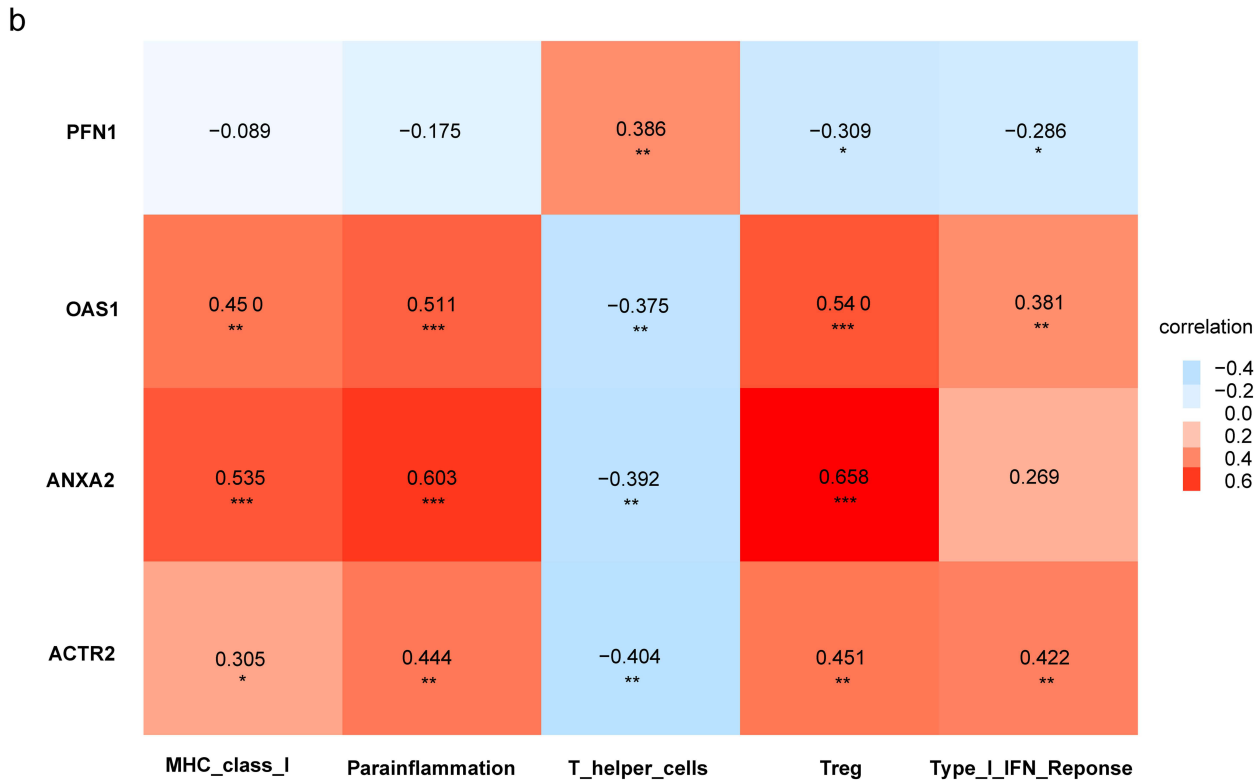 b
PFN1 −0.089 −0.175 0.386 −0.309 −0.286
** * *
OAS1 0.45 0 0.511 −0.375 0.54 0 0.381
** *** ** *** **
correlation
−0.4
−0.2
0.0
0.2
0.4
0.6
ANXA2 0.535 0.603 −0.392 0.658 0.269
*** *** ** ***
ACTR2 0.305 0.444 −0.404 0.451 0.422
* ** ** ** **
MHC_class_I Parainflammation T_helper_cells Treg Type_I_IFN_Reponse